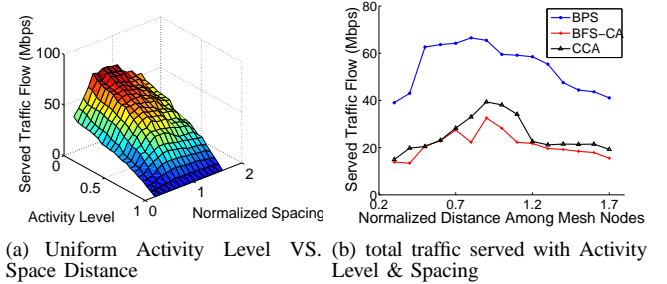 Served Traffic Flow (Mbps)
100
50
0
0
0.5
1
Activity Level
0
1
2
Normalized Spacing
Served Traffic Flow (Mbps)
80
60
40
20
0
0.2
0.7
1.2
1.7
Normalized Distance Among Mesh Nodes
BPS
BFS−CA
CCA
(a) Uniform Activity Level VS.
Space Distance
(b) total traffic served with Activity
Level & Spacing